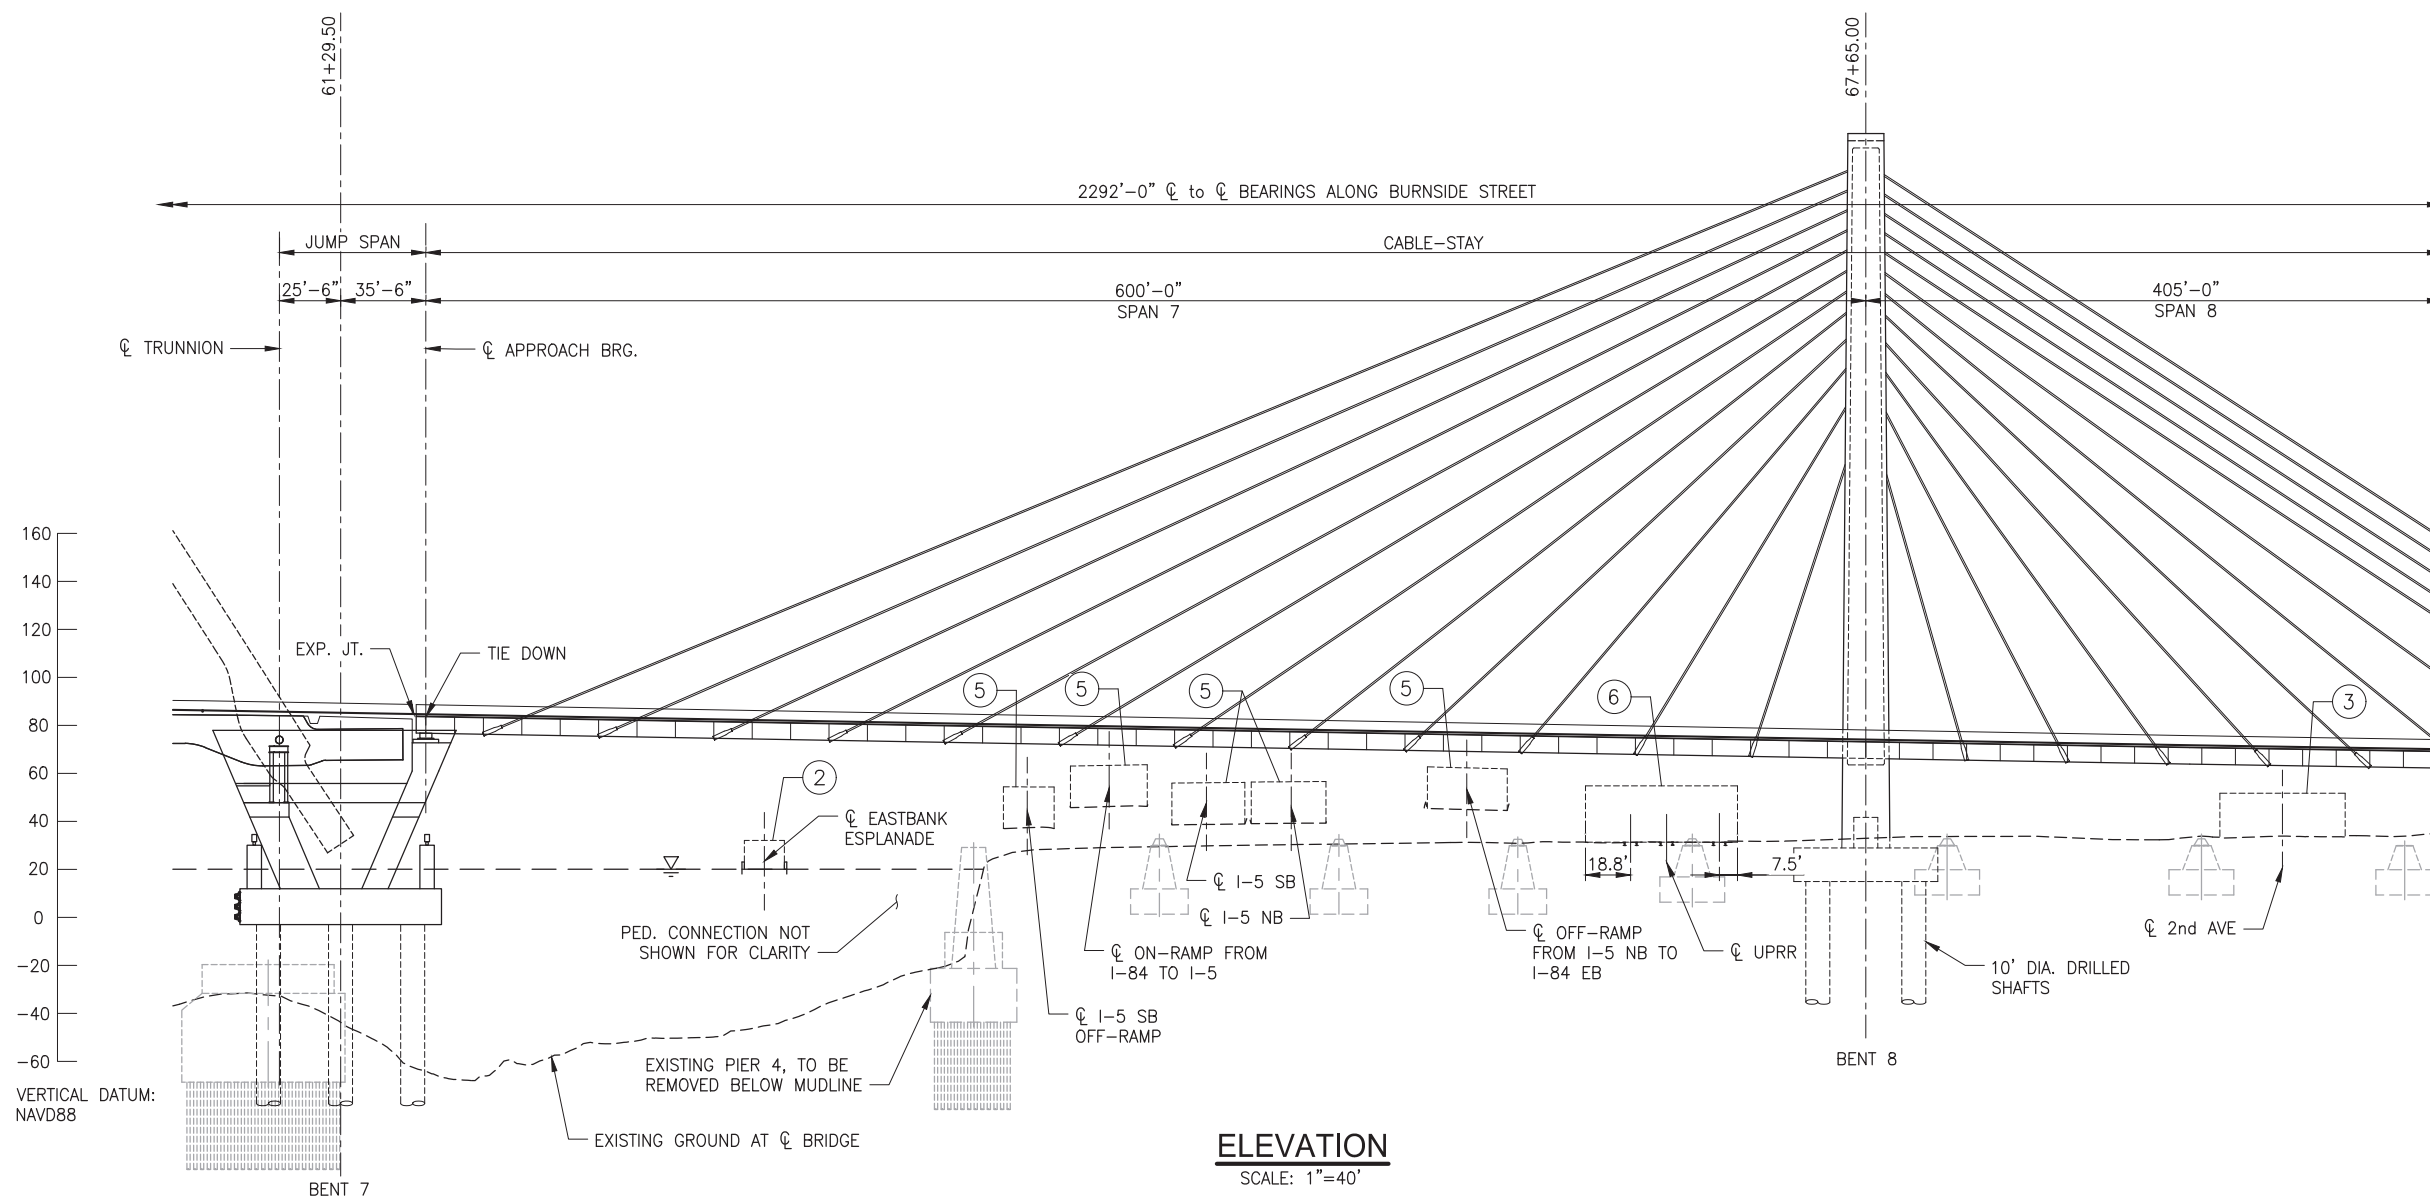 61+29.50
67+65.00
2292'-0" ℄ to ℄ BEARINGS ALONG BURNSIDE STREET
JUMP SPAN
CABLE-STAY
25'-6"
35'-6"
600'-0"
SPAN 7
405'-0"
SPAN 8
℄ TRUNNION
℄ APPROACH BRG.
160
140
120
100
80
60
40
20
0
-20
-40
-60
VERTICAL DATUM:
NAVD88
EXP. JT.
TIE DOWN
5
5
5
5
6
3
2
℄ EASTBANK
ESPLANADE
18.8'
7.5'
℄ I-5 SB
℄ I-5 NB
PED. CONNECTION NOT
SHOWN FOR CLARITY
℄ ON-RAMP FROM
I-84 TO I-5
℄ OFF-RAMP
FROM I-5 NB TO
I-84 EB
℄ UPRR
℄ 2nd AVE
10' DIA. DRILLED
SHAFTS
℄ I-5 SB
OFF-RAMP
EXISTING PIER 4, TO BE
REMOVED BELOW MUDLINE
BENT 8
EXISTING GROUND AT ℄ BRIDGE
BENT 7
ELEVATION
SCALE: 1"=40'